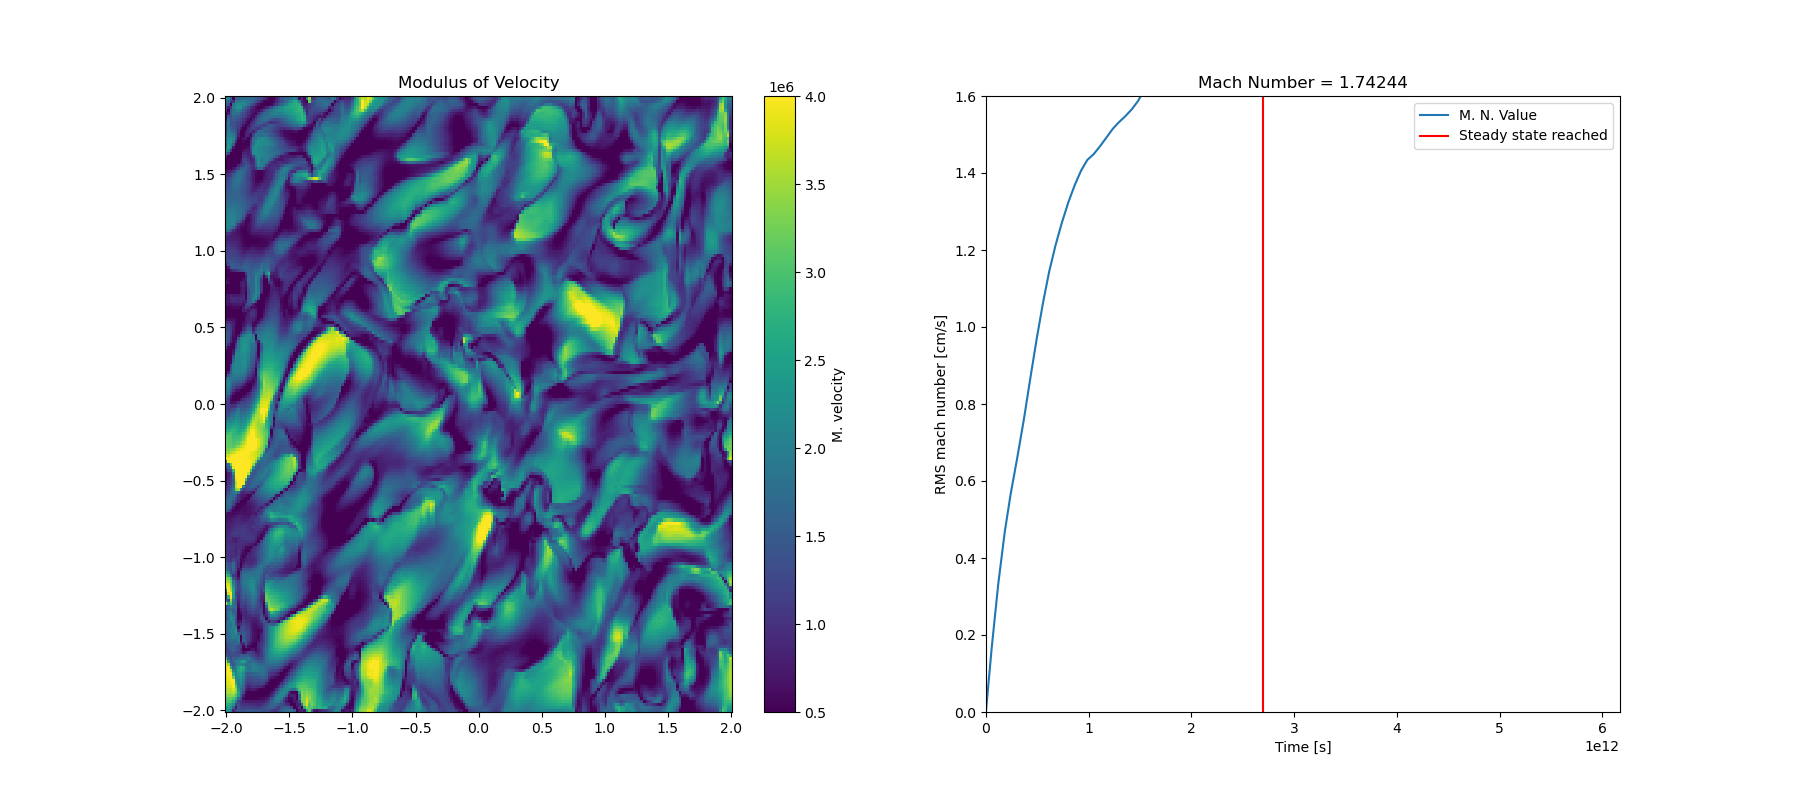 Modulus of Velocity
2.0
1.5
1.0
0.5
0.0
−0.5
−1.0
−1.5
−2.0
−2.0 −1.5 −1.0 −0.5 0.0 0.5 1.0 1.5 2.0
1e6
4.0
3.5
3.0
2.5
2.0
1.5
1.0
0.5
M. velocity
Mach Number = 1.74244
M. N. Value
Steady state reached
RMS mach number [cm/s]
1.6
1.4
1.2
1.0
0.8
0.6
0.4
0.2
0.0
0 1 2 3 4 5 6
1e12
Time [s]